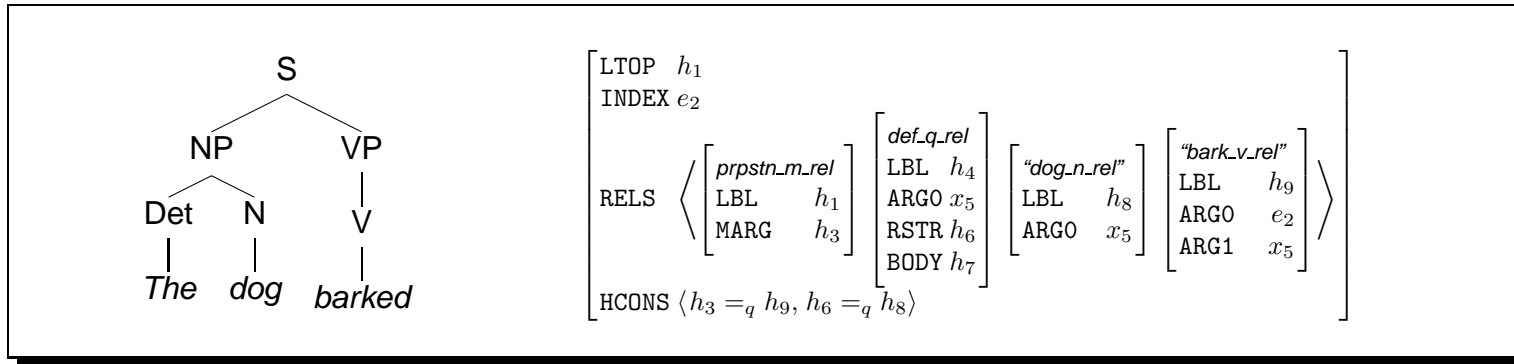 S
NP VP
Det N V
The dog barked
LTOP h1
INDEX e2
RELS ⟨ [prpstn_m_rel LBL h1 MARG h3] [def_q_rel LBL h4 ARG0 x5 RSTR h6 BODY h7] [“dog_n_rel” LBL h8 ARG0 x5] [“bark_v_rel” LBL h9 ARG0 e2 ARG1 x5] ⟩
HCONS ⟨h3 =q h9, h6 =q h8⟩